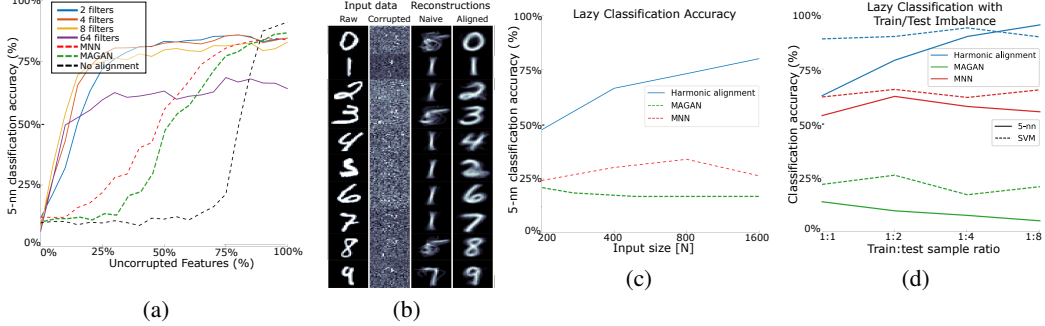 2 filters
4 filters
8 filters
64 filters
MNN
MAGAN
No alignment
5-nn classification accuracy (%)
75%
50%
25%
0%
0%
25%
50%
75%
100%
Uncorrupted Features (%)
(a)
Input data
Reconstructions
Raw
Corrupted
Naive
Aligned
(b)
Lazy Classification Accuracy
5-nn classification accuracy (%)
100%
75%
50%
25%
0%
Harmonic alignment
MAGAN
MNN
200
400
800
1600
Input size [N]
(c)
Lazy Classification with
Train/Test Imbalance
Classification accuracy (%)
100%
75%
50%
25%
0%
Harmonic alignment
MAGAN
MNN
5-nn
SVM
1:1
1:2
1:4
1:8
Train:test sample ratio
(d)